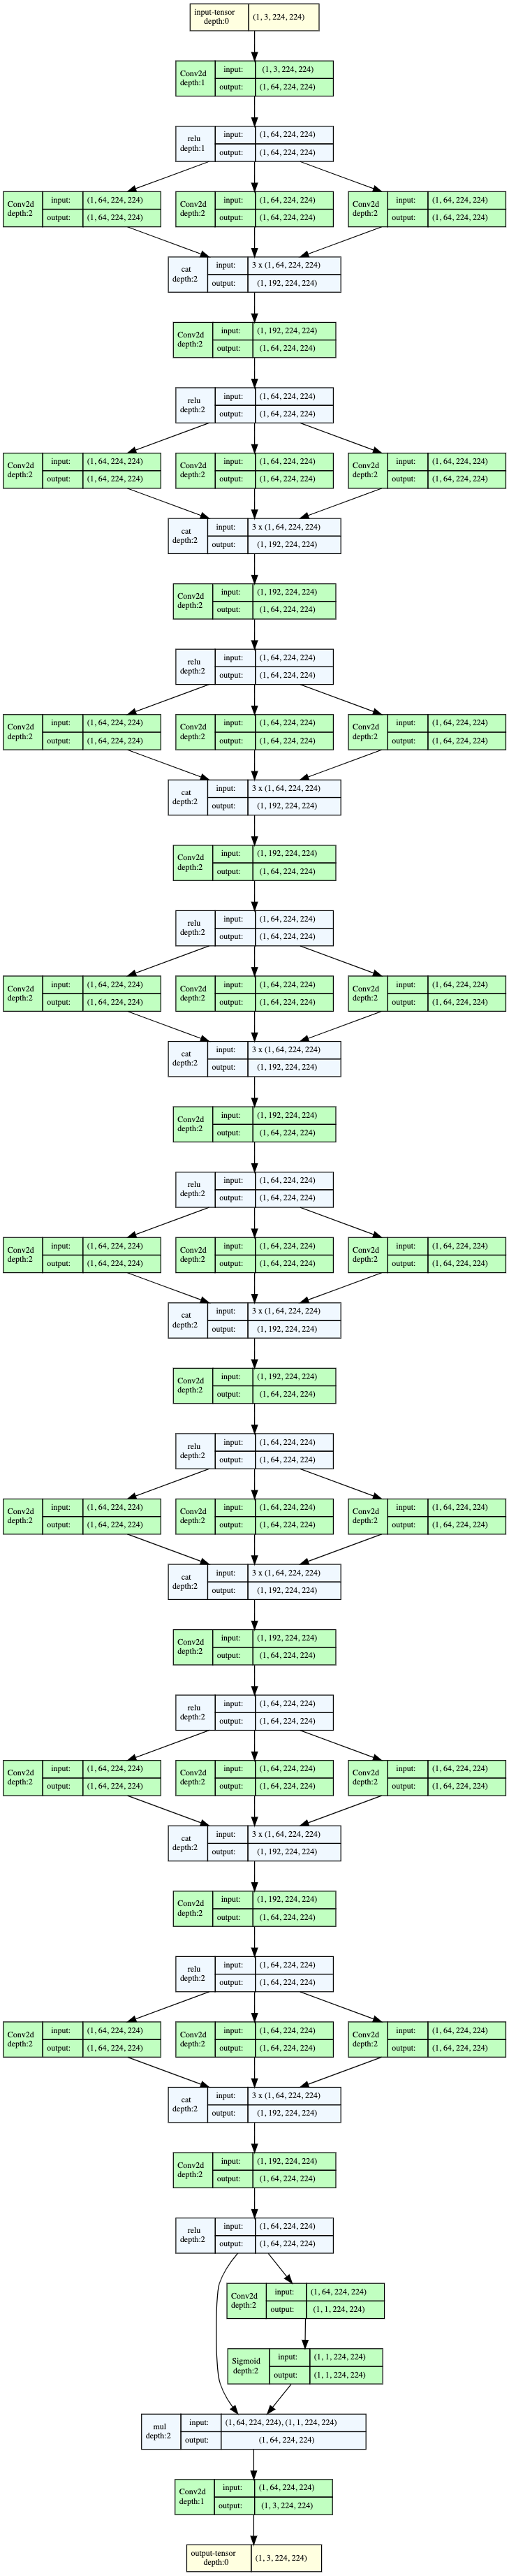 input-tensor (1, 3, 224, 224)
depth:0
Conv2d input: (1, 3, 224, 224)
depth:1 output: (1, 64, 224, 224)
relu input: (1, 64, 224, 224)
depth:1 output: (1, 64, 224, 224)
Conv2d input: (1, 64, 224, 224)
depth:2 output: (1, 64, 224, 224)
Conv2d input: (1, 64, 224, 224)
depth:2 output: (1, 64, 224, 224)
Conv2d input: (1, 64, 224, 224)
depth:2 output: (1, 64, 224, 224)
cat input: 3 x (1, 64, 224, 224)
depth:2 output: (1, 192, 224, 224)
Conv2d input: (1, 192, 224, 224)
depth:2 output: (1, 64, 224, 224)
relu input: (1, 64, 224, 224)
depth:2 output: (1, 64, 224, 224)
Conv2d input: (1, 64, 224, 224)
depth:2 output: (1, 64, 224, 224)
Conv2d input: (1, 64, 224, 224)
depth:2 output: (1, 64, 224, 224)
Conv2d input: (1, 64, 224, 224)
depth:2 output: (1, 64, 224, 224)
cat input: 3 x (1, 64, 224, 224)
depth:2 output: (1, 192, 224, 224)
Conv2d input: (1, 192, 224, 224)
depth:2 output: (1, 64, 224, 224)
relu input: (1, 64, 224, 224)
depth:2 output: (1, 64, 224, 224)
Conv2d input: (1, 64, 224, 224)
depth:2 output: (1, 64, 224, 224)
Conv2d input: (1, 64, 224, 224)
depth:2 output: (1, 64, 224, 224)
Conv2d input: (1, 64, 224, 224)
depth:2 output: (1, 64, 224, 224)
cat input: 3 x (1, 64, 224, 224)
depth:2 output: (1, 192, 224, 224)
Conv2d input: (1, 192, 224, 224)
depth:2 output: (1, 64, 224, 224)
relu input: (1, 64, 224, 224)
depth:2 output: (1, 64, 224, 224)
Conv2d input: (1, 64, 224, 224)
depth:2 output: (1, 64, 224, 224)
Conv2d input: (1, 64, 224, 224)
depth:2 output: (1, 64, 224, 224)
Conv2d input: (1, 64, 224, 224)
depth:2 output: (1, 64, 224, 224)
cat input: 3 x (1, 64, 224, 224)
depth:2 output: (1, 192, 224, 224)
Conv2d input: (1, 192, 224, 224)
depth:2 output: (1, 64, 224, 224)
relu input: (1, 64, 224, 224)
depth:2 output: (1, 64, 224, 224)
Conv2d input: (1, 64, 224, 224)
depth:2 output: (1, 64, 224, 224)
Conv2d input: (1, 64, 224, 224)
depth:2 output: (1, 64, 224, 224)
Conv2d input: (1, 64, 224, 224)
depth:2 output: (1, 64, 224, 224)
cat input: 3 x (1, 64, 224, 224)
depth:2 output: (1, 192, 224, 224)
Conv2d input: (1, 192, 224, 224)
depth:2 output: (1, 64, 224, 224)
relu input: (1, 64, 224, 224)
depth:2 output: (1, 64, 224, 224)
Conv2d input: (1, 64, 224, 224)
depth:2 output: (1, 64, 224, 224)
Conv2d input: (1, 64, 224, 224)
depth:2 output: (1, 64, 224, 224)
Conv2d input: (1, 64, 224, 224)
depth:2 output: (1, 64, 224, 224)
cat input: 3 x (1, 64, 224, 224)
depth:2 output: (1, 192, 224, 224)
Conv2d input: (1, 192, 224, 224)
depth:2 output: (1, 64, 224, 224)
relu input: (1, 64, 224, 224)
depth:2 output: (1, 64, 224, 224)
Conv2d input: (1, 64, 224, 224)
depth:2 output: (1, 64, 224, 224)
Conv2d input: (1, 64, 224, 224)
depth:2 output: (1, 64, 224, 224)
Conv2d input: (1, 64, 224, 224)
depth:2 output: (1, 64, 224, 224)
cat input: 3 x (1, 64, 224, 224)
depth:2 output: (1, 192, 224, 224)
Conv2d input: (1, 192, 224, 224)
depth:2 output: (1, 64, 224, 224)
relu input: (1, 64, 224, 224)
depth:2 output: (1, 64, 224, 224)
Conv2d input: (1, 64, 224, 224)
depth:2 output: (1, 64, 224, 224)
Conv2d input: (1, 64, 224, 224)
depth:2 output: (1, 64, 224, 224)
Conv2d input: (1, 64, 224, 224)
depth:2 output: (1, 64, 224, 224)
cat input: 3 x (1, 64, 224, 224)
depth:2 output: (1, 192, 224, 224)
Conv2d input: (1, 192, 224, 224)
depth:2 output: (1, 64, 224, 224)
relu input: (1, 64, 224, 224)
depth:2 output: (1, 64, 224, 224)
Conv2d input: (1, 64, 224, 224)
depth:2 output: (1, 1, 224, 224)
Sigmoid input: (1, 1, 224, 224)
depth:2 output: (1, 1, 224, 224)
mul input: (1, 64, 224, 224), (1, 1, 224, 224)
depth:2 output: (1, 64, 224, 224)
Conv2d input: (1, 64, 224, 224)
depth:1 output: (1, 3, 224, 224)
output-tensor (1, 3, 224, 224)
depth:0